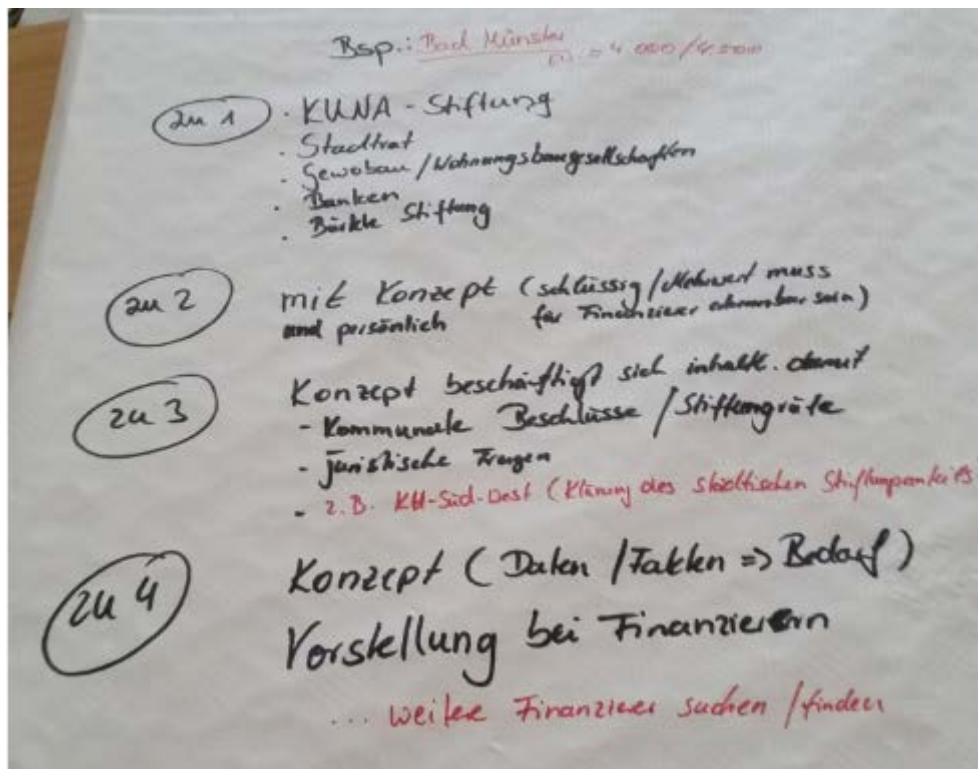 Bsp.: Bad Münster
= 4.000/4.500
zu 1 · KUNA - Stiftung
· Stadtrat
· Gewobau / Wohnungsbaugesellschaften
· Banken
· Bürkle Stiftung
zu 2 mit Konzept (schlüssig / Mehrwert muss
und persönlich für Finanzierer erkennbar sein)
zu 3 Konzept beschäftigt sich inhaltl. damit
- Kommunale Beschlüsse / Stiftungsräte
- juristische Fragen
- z.B. KH-Süd-Ost (Klärung des städtischen Stiftungsanteils)
zu 4 Konzept (Daten / Fakten => Bedarf)
Vorstellung bei Finanzierern
... weitere Finanzierer suchen / finden